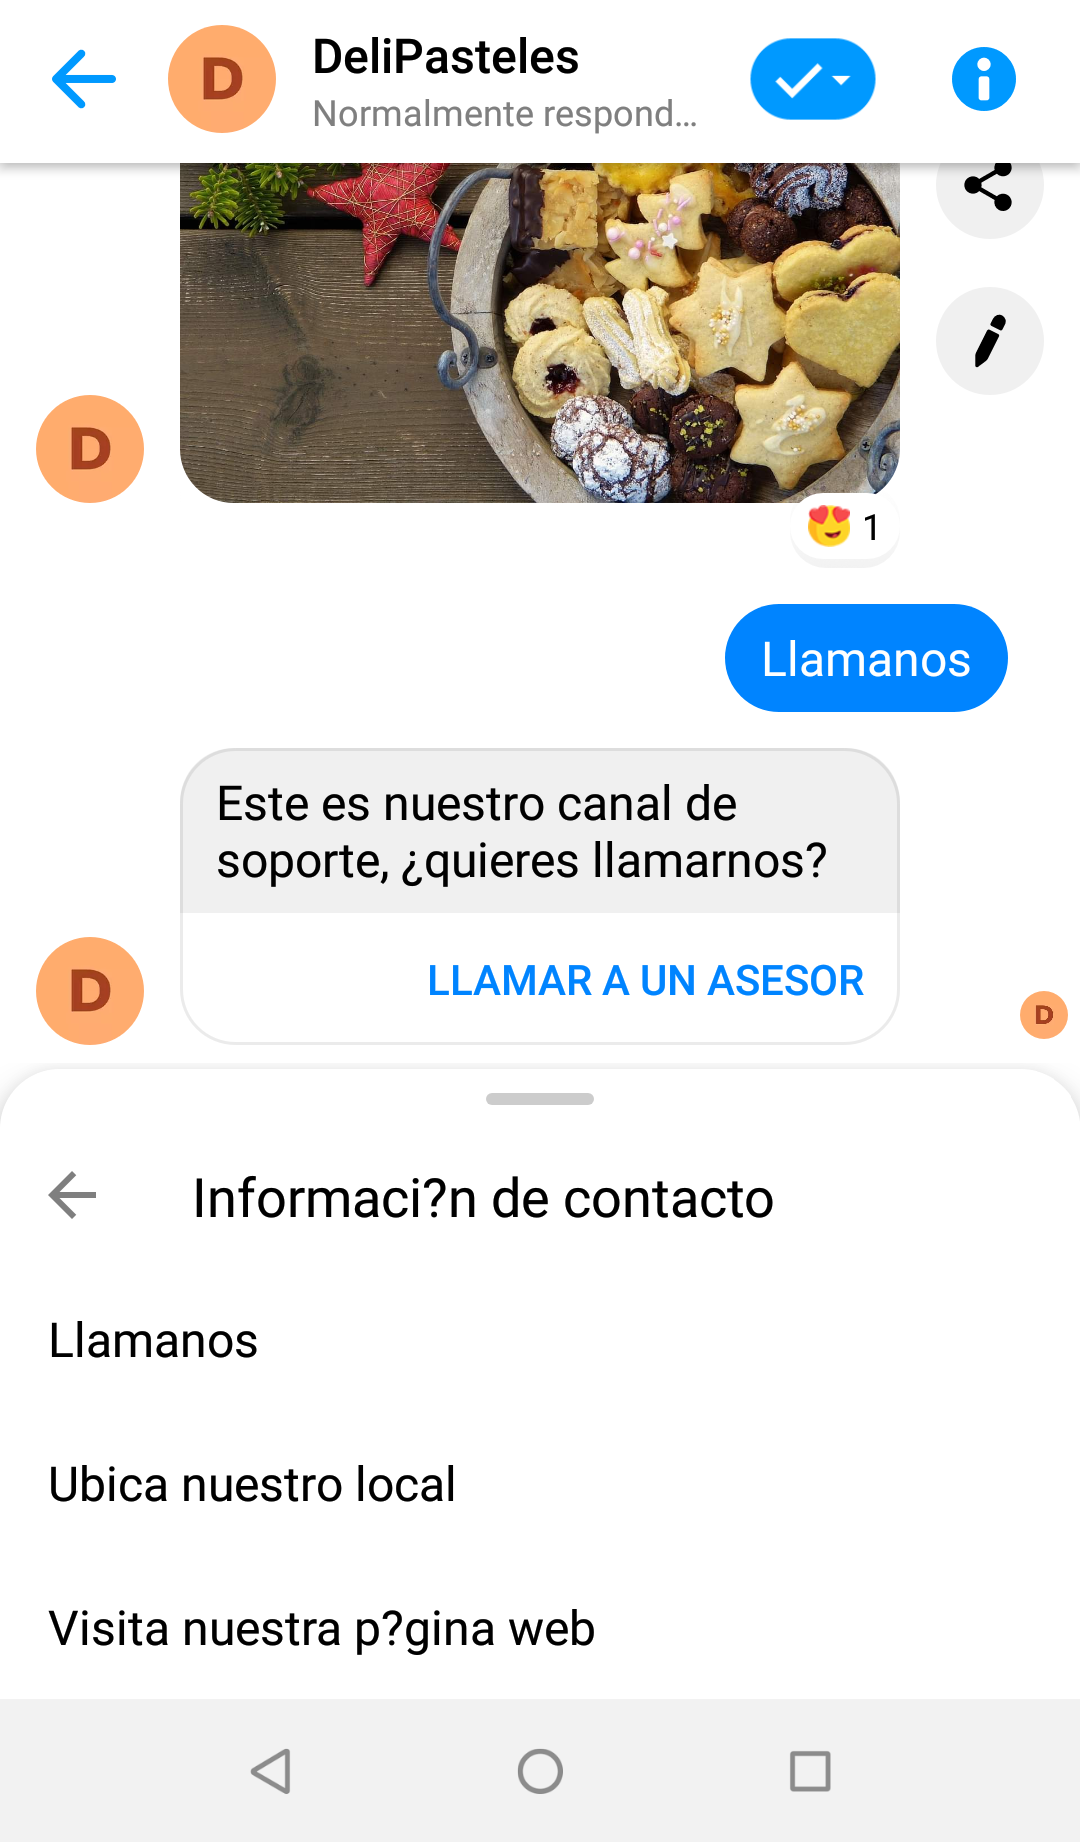 D
DeliPasteles
Normalmente respond...
D
1
Llamanos
Este es nuestro canal de
soporte, ¿quieres llamarnos?
LLAMAR A UN ASESOR
D
D
Informaci?n de contacto
Llamanos
Ubica nuestro local
Visita nuestra p?gina web